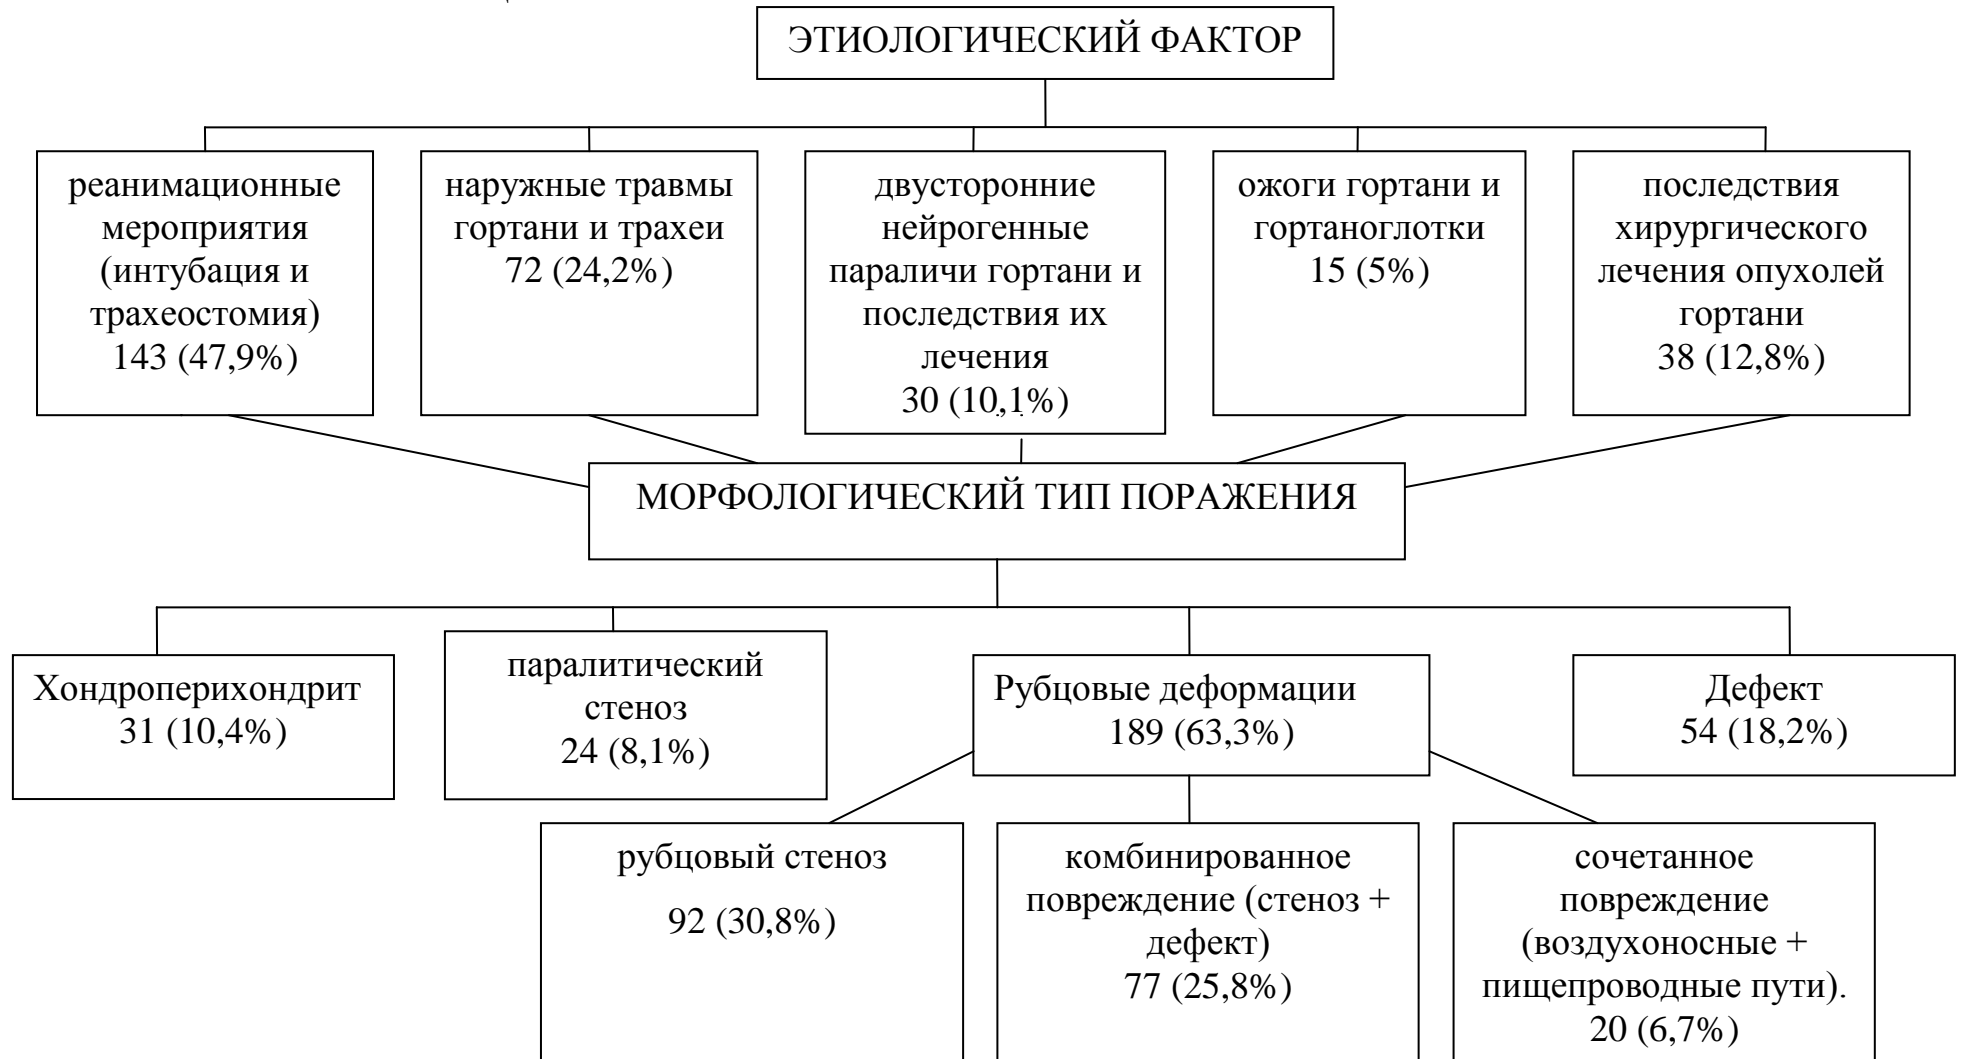 ЭТИОЛОГИЧЕСКИЙ ФАКТОР
реанимационные
мероприятия
(интубация и
трахеостомия)
143 (47,9%)
наружные травмы
гортани и трахеи
72 (24,2%)
двусторонние
нейрогенные
параличи гортани и
последствия их
лечения
30 (10,1%)
ожоги гортани и
гортаноглотки
15 (5%)
последствия
хирургического
лечения опухолей
гортани
38 (12,8%)
МОРФОЛОГИЧЕСКИЙ ТИП ПОРАЖЕНИЯ
Хондроперихондрит
31 (10,4%)
паралитический
стеноз
24 (8,1%)
Рубцовые деформации
189 (63,3%)
Дефект
54 (18,2%)
рубцовый стеноз
92 (30,8%)
комбинированное
повреждение (стеноз +
дефект)
77 (25,8%)
сочетанное
повреждение
(воздухоносные +
пищепроводные пути).
20 (6,7%)